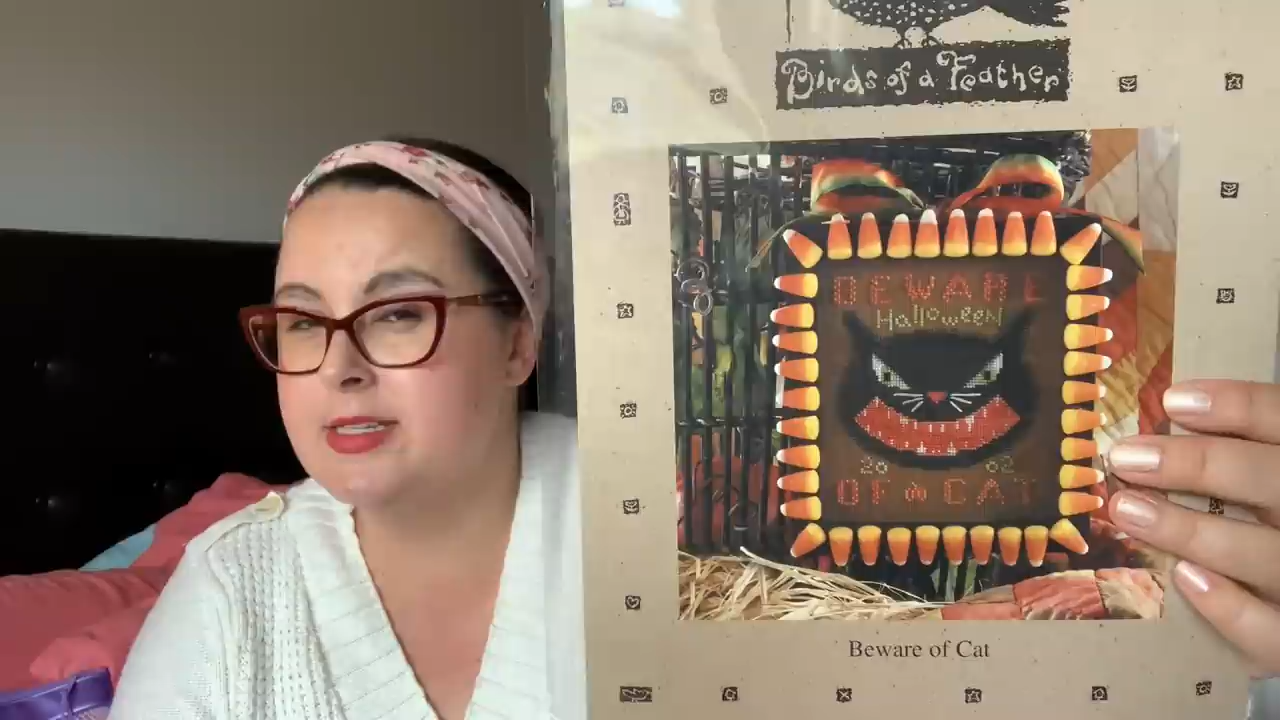 Birds of a Feather
BEWARE
Halloween
20 02
OF A CAT
Beware of Cat